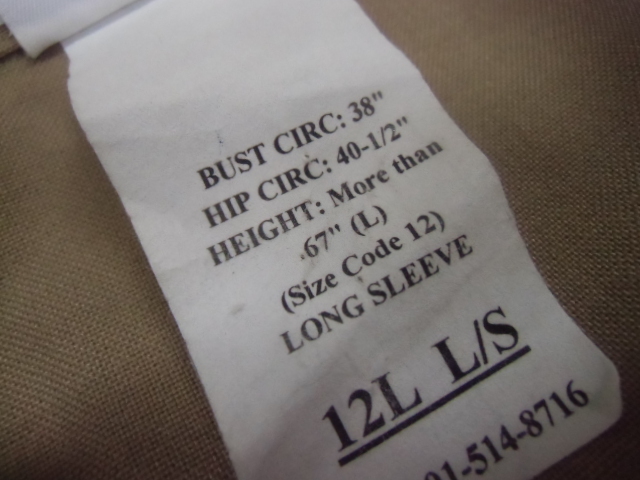 BUST CIRC: 38"
HIP CIRC: 40-1/2"
HEIGHT: More than
67" (L)
(Size Code 12)
LONG SLEEVE
12L L/S
01-514-8716